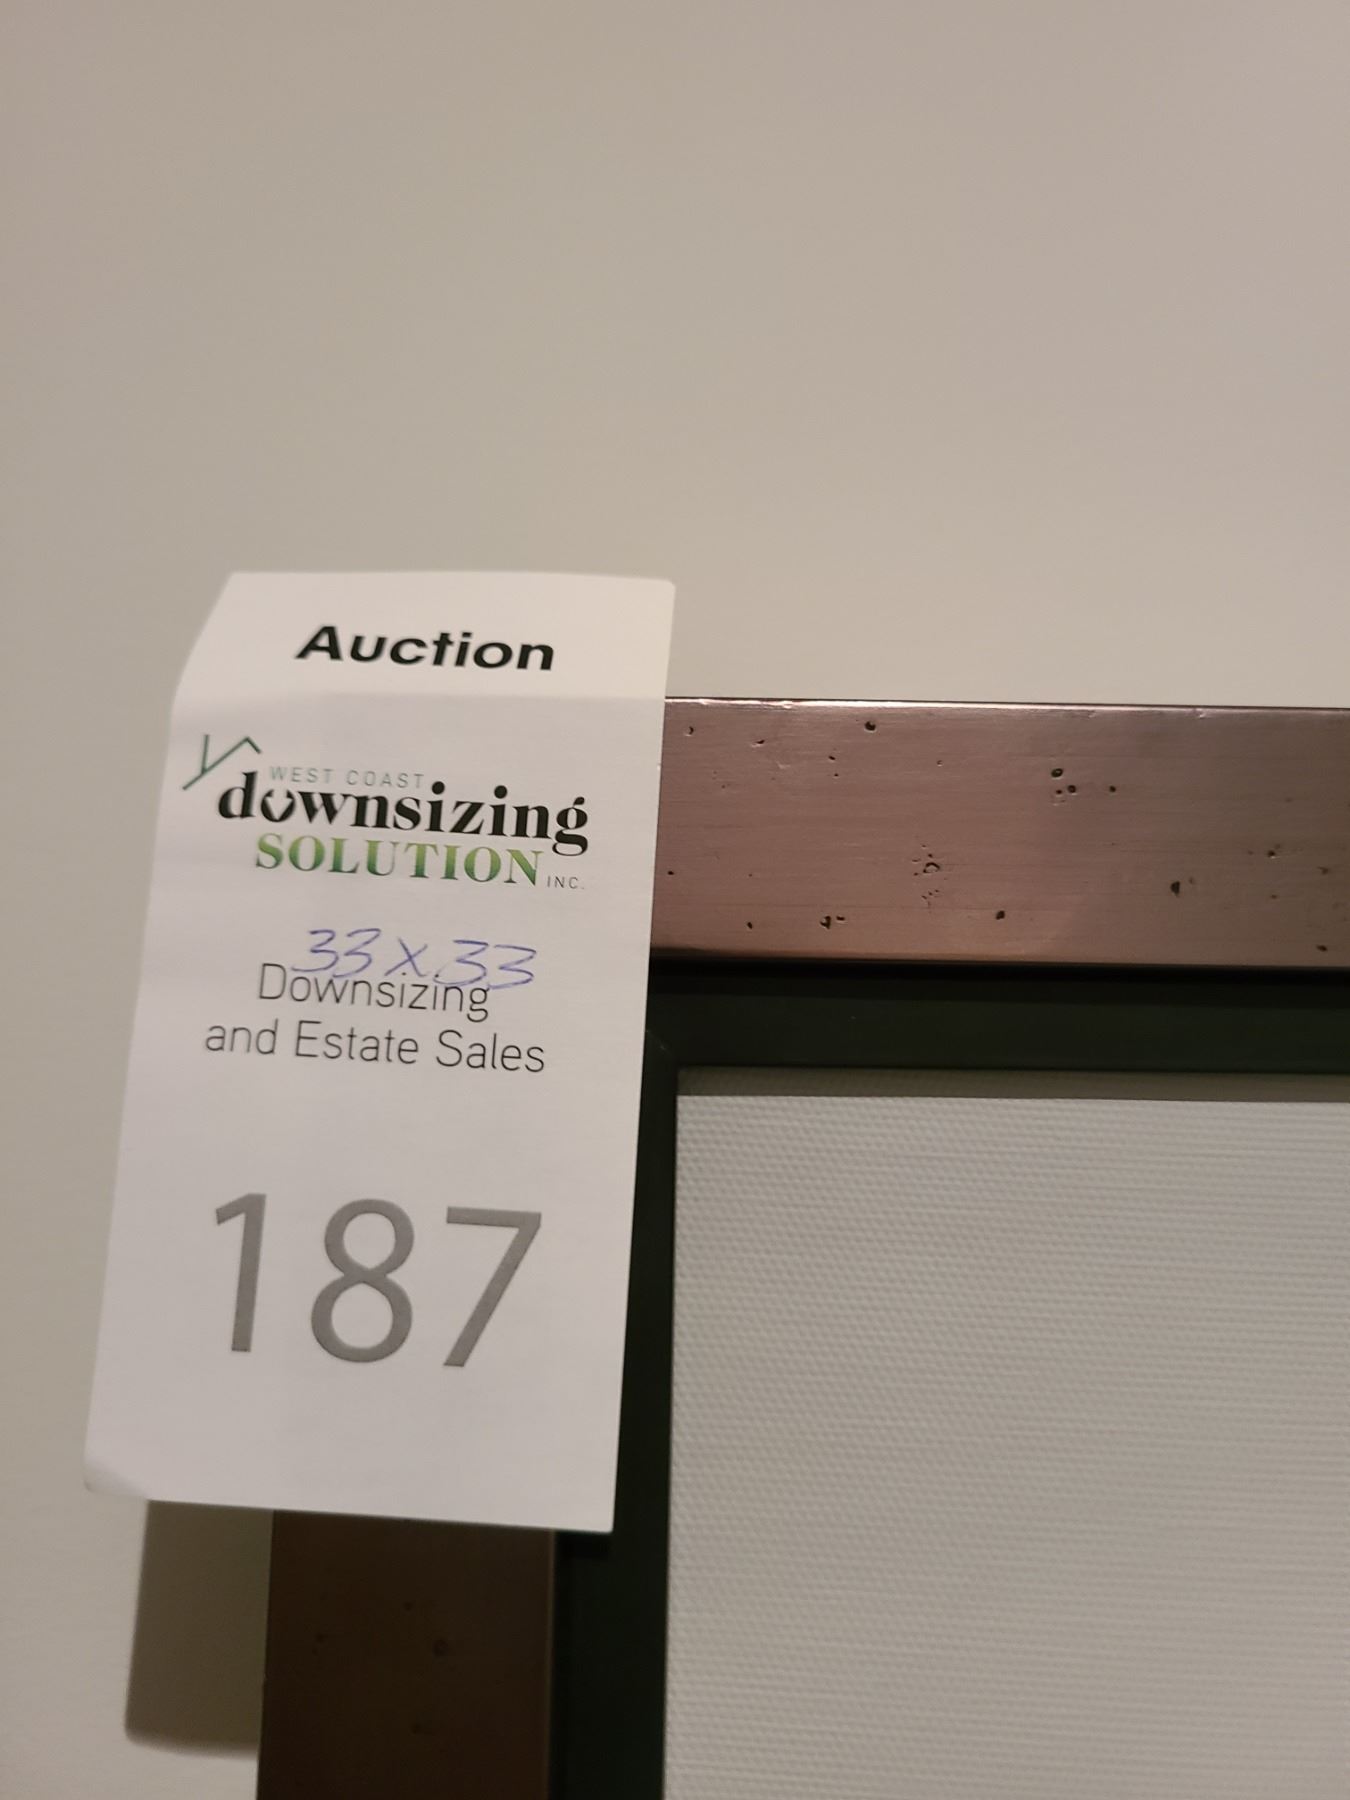 Auction
WEST COAST
downsizing
SOLUTION INC.
33 x 33
Downsizing
and Estate Sales
187